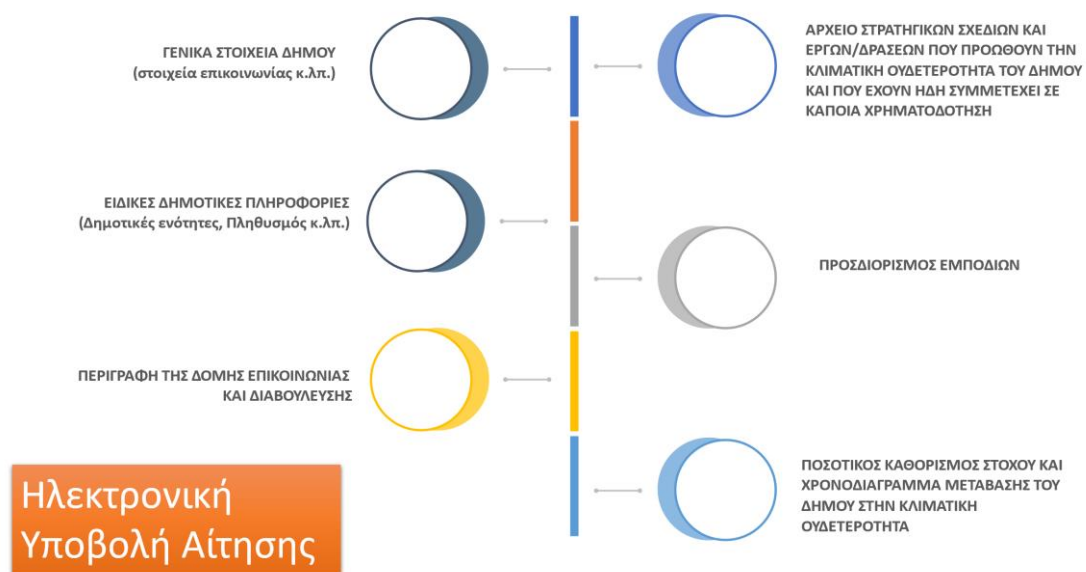 ΓΕΝΙΚΑ ΣΤΟΙΧΕΙΑ ΔΗΜΟΥ
(στοιχεία επικοινωνίας κ.λπ.)
ΑΡΧΕΙΟ ΣΤΡΑΤΗΓΙΚΩΝ ΣΧΕΔΙΩΝ ΚΑΙ
ΕΡΓΩΝ/ΔΡΑΣΕΩΝ ΠΟΥ ΠΡΟΩΘΟΥΝ ΤΗΝ
ΚΛΙΜΑΤΙΚΗ ΟΥΔΕΤΕΡΟΤΗΤΑ ΤΟΥ ΔΗΜΟΥ
ΚΑΙ ΠΟΥ ΕΧΟΥΝ ΗΔΗ ΣΥΜΜΕΤΕΧΕΙ ΣΕ
ΚΑΠΟΙΑ ΧΡΗΜΑΤΟΔΟΤΗΣΗ
ΕΙΔΙΚΕΣ ΔΗΜΟΤΙΚΕΣ ΠΛΗΡΟΦΟΡΙΕΣ
(Δημοτικές ενότητες, Πληθυσμός κ.λπ.)
ΠΡΟΣΔΙΟΡΙΣΜΟΣ ΕΜΠΟΔΙΩΝ
ΠΕΡΙΓΡΑΦΗ ΤΗΣ ΔΟΜΗΣ ΕΠΙΚΟΙΝΩΝΙΑΣ
ΚΑΙ ΔΙΑΒΟΥΛΕΥΣΗΣ
ΠΟΣΟΤΙΚΟΣ ΚΑΘΟΡΙΣΜΟΣ ΣΤΟΧΟΥ ΚΑΙ
ΧΡΟΝΟΔΙΑΓΡΑΜΜΑ ΜΕΤΑΒΑΣΗΣ ΤΟΥ
ΔΗΜΟΥ ΣΤΗΝ ΚΛΙΜΑΤΙΚΗ
ΟΥΔΕΤΕΡΟΤΗΤΑ
Ηλεκτρονική
Υποβολή Αίτησης